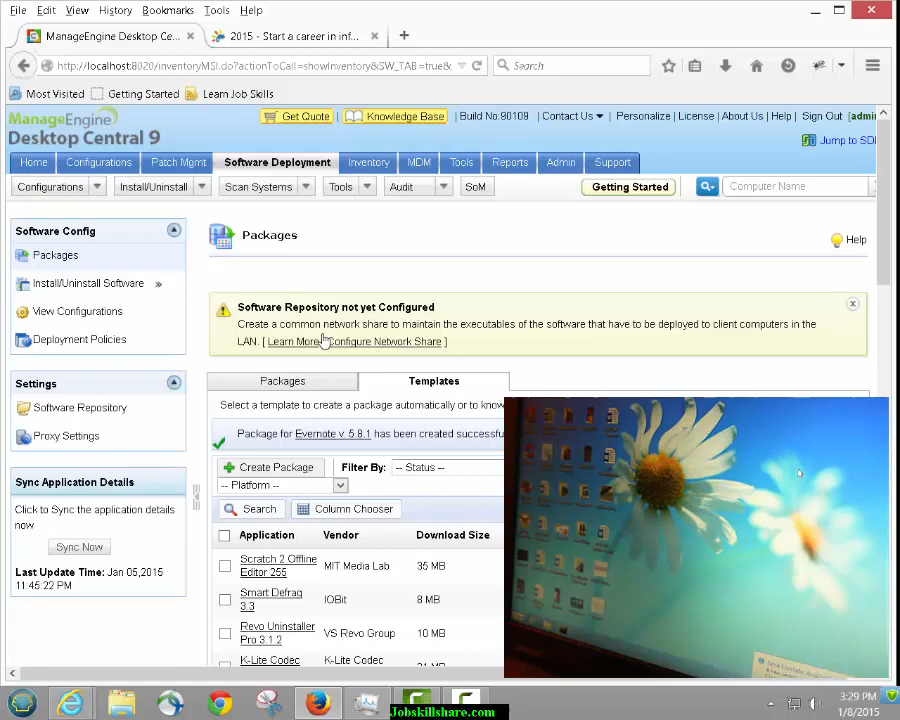 File Edit View History Bookmarks Tools Help
ManageEngine Desktop Ce... × 2015 - Start a career in inf... × +
http://localhost:8020/inventoryMSI.do?actionToCall=showInventory&SW_TAB=true& Search
Most Visited Getting Started Learn Job Skills
ManageEngine
Desktop Central 9
Get Quote Knowledge Base Build No:90109 | Contact Us | Personalize | License | About Us | Help | Sign Out [admi
Jump to SD
Home Configurations Patch Mgmt Software Deployment Inventory MDM Tools Reports Admin Support
Configurations Install/Uninstall Scan Systems Tools Audit SoM Getting Started Computer Name
Software Config
Packages
Install/Uninstall Software »
View Configurations
Deployment Policies
Settings
Software Repository
Proxy Settings
Sync Application Details
Click to Sync the application details
now
Sync Now
Last Update Time: Jan 05,2015
11:45:22 PM
Packages
Help
Software Repository not yet Configured
Create a common network share to maintain the executables of the software that have to be deployed to client computers in the
LAN. [ Learn More Configure Network Share ]
Packages Templates
Select a template to create a package automatically or to know
Package for Evernote v. 5.8.1 has been created successfu
Create Package Filter By: -- Status --
-- Platform --
Search Column Chooser
Application Vendor Download Size
Scratch 2 Offline
Editor 255 MIT Media Lab 35 MB
Smart Defrag
3.3 IOBit 8 MB
Revo Uninstaller
Pro 3.1.2 VS Revo Group 10 MB
K-Lite Codec K-Lite Codec
Java Update
3:29 PM
1/8/2015
Jobskillshare.com